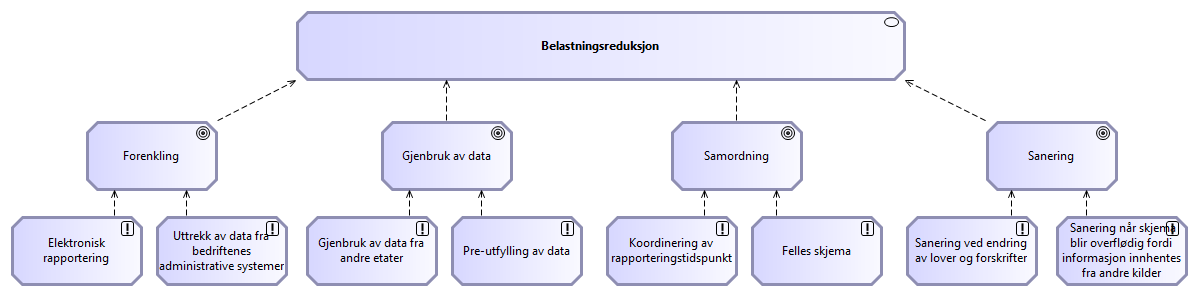 Belastningsreduksjon
Forenkling
Gjenbruk av data
Samordning
Sanering
Elektronisk
rapportering
Uttrekk av data fra
bedriftenes
administrative systemer
Gjenbruk av data fra
andre etater
Pre-utfylling av data
Koordinering av
rapporteringstidspunkt
Felles skjema
Sanering ved endring
av lover og forskrifter
Sanering når skjema
blir overflødig fordi
informasjon innhentes
fra andre kilder